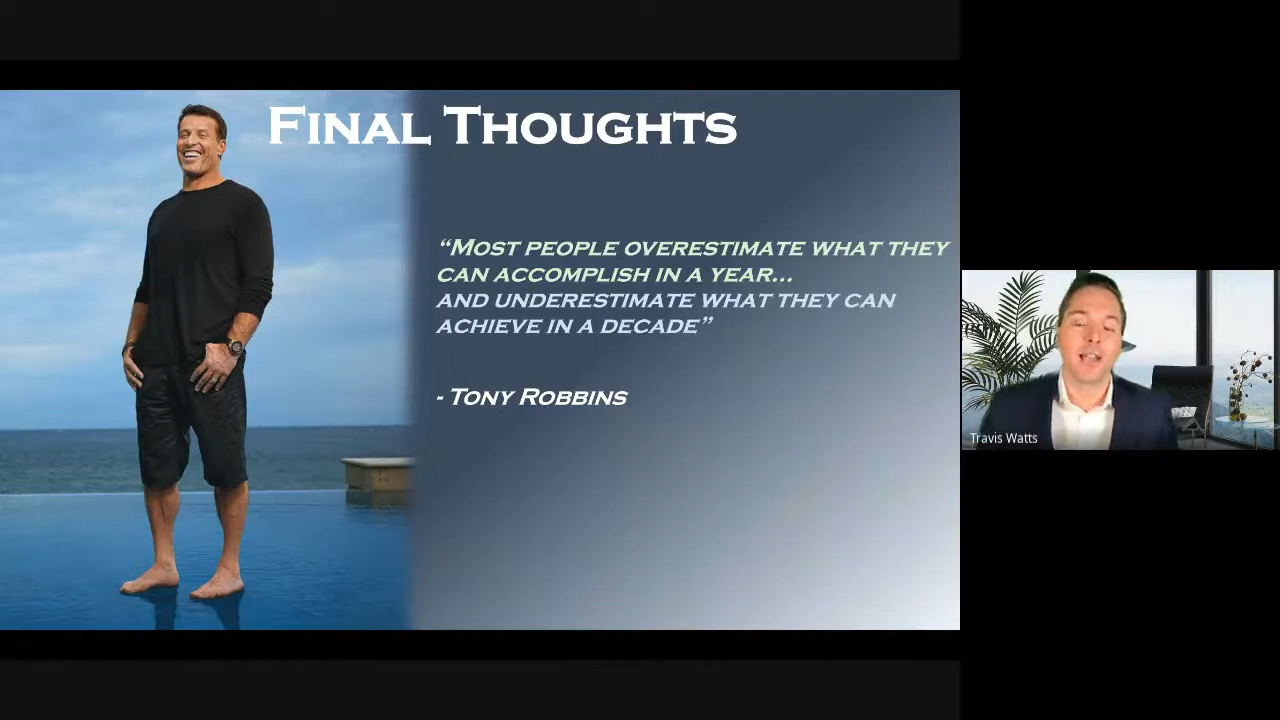 Final Thoughts
“Most people overestimate what they
can accomplish in a year...
and underestimate what they can
achieve in a decade”
- Tony Robbins
Travis Watts